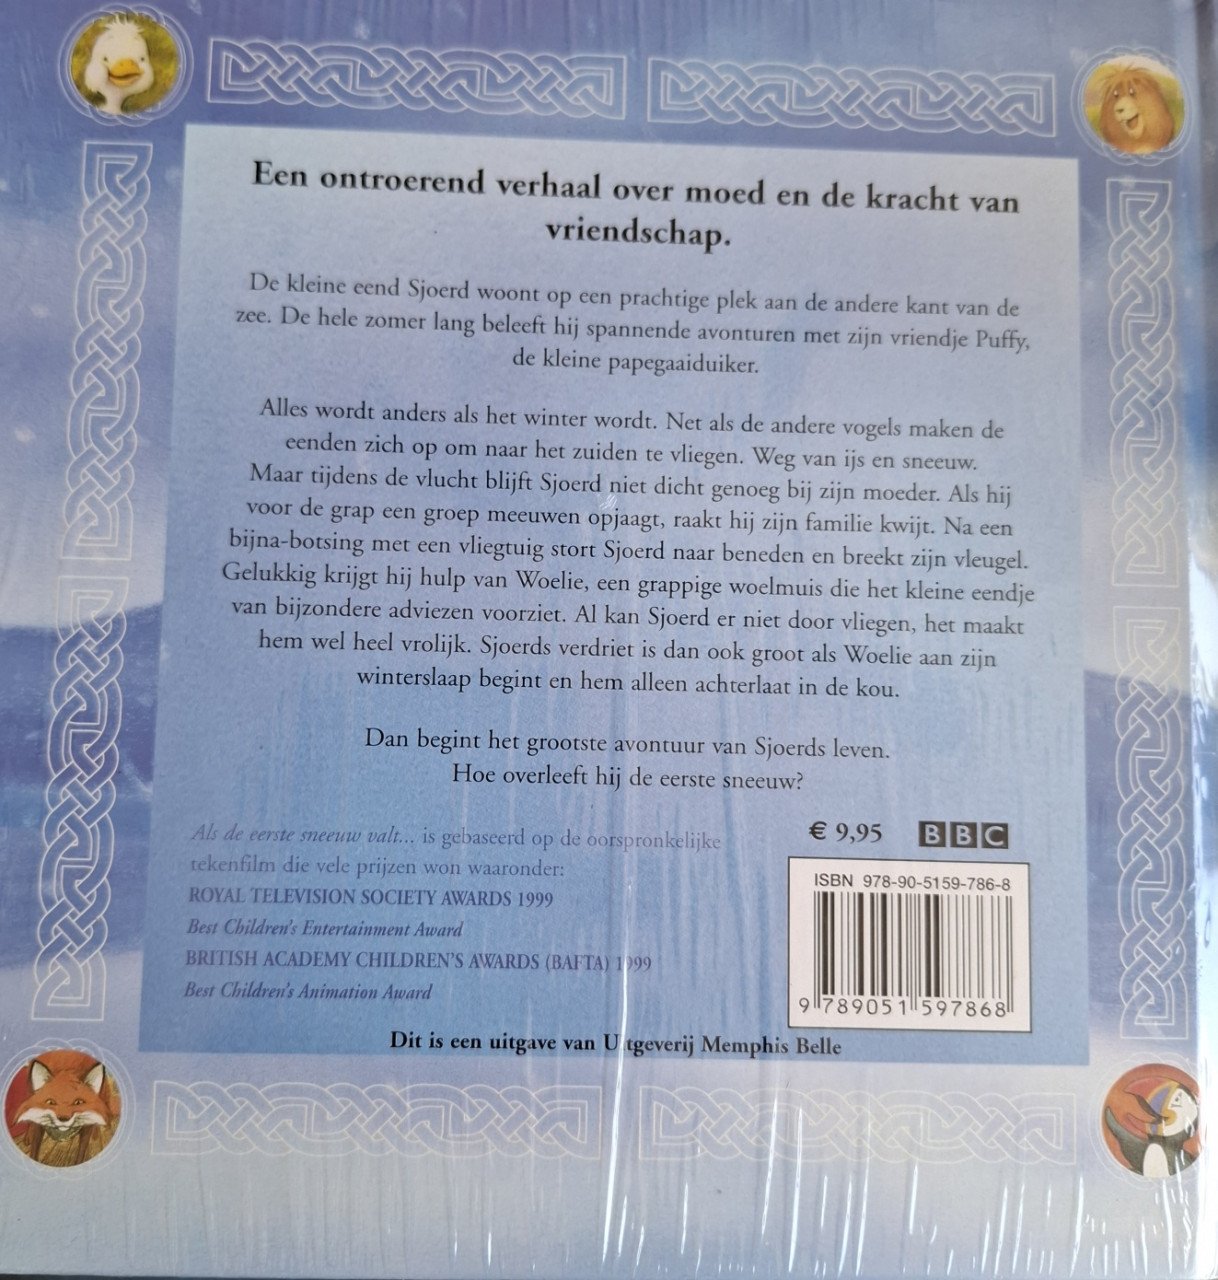 Een ontroerend verhaal over moed en de kracht van
vriendschap.
De kleine eend Sjoerd woont op een prachtige plek aan de andere kant van de
zee. De hele zomer lang beleeft hij spannende avonturen met zijn vriendje Puffy,
de kleine papegaaiduiker.
Alles wordt anders als het winter wordt. Net als de andere vogels maken de
eenden zich op om naar het zuiden te vliegen. Weg van ijs en sneeuw.
Maar tijdens de vlucht blijft Sjoerd niet dicht genoeg bij zijn moeder. Als hij
voor de grap een groep meeuwen opjaagt, raakt hij zijn familie kwijt. Na een
bijna-botsing met een vliegtuig stort Sjoerd naar beneden en breekt zijn vleugel.
Gelukkig krijgt hij hulp van Woelie, een grappige woelmuis die het kleine eendje
van bijzondere adviezen voorziet. Al kan Sjoerd er niet door vliegen, het maakt
hem wel heel vrolijk. Sjoerds verdriet is dan ook groot als Woelie aan zijn
winterslaap begint en hem alleen achterlaat in de kou.
Dan begint het grootste avontuur van Sjoerds leven.
Hoe overleeft hij de eerste sneeuw?
Als de eerste sneeuw valt... is gebaseerd op de oorspronkelijke
tekenfilm die vele prijzen won waaronder:
ROYAL TELEVISION SOCIETY AWARDS 1999
Best Children's Entertainment Award
BRITISH ACADEMY CHILDREN'S AWARDS (BAFTA) 1999
Best Children's Animation Award
€ 9,95 BBC
ISBN 978-90-5159-786-8
9 789051 597868
Dit is een uitgave van Uitgeverij Memphis Belle